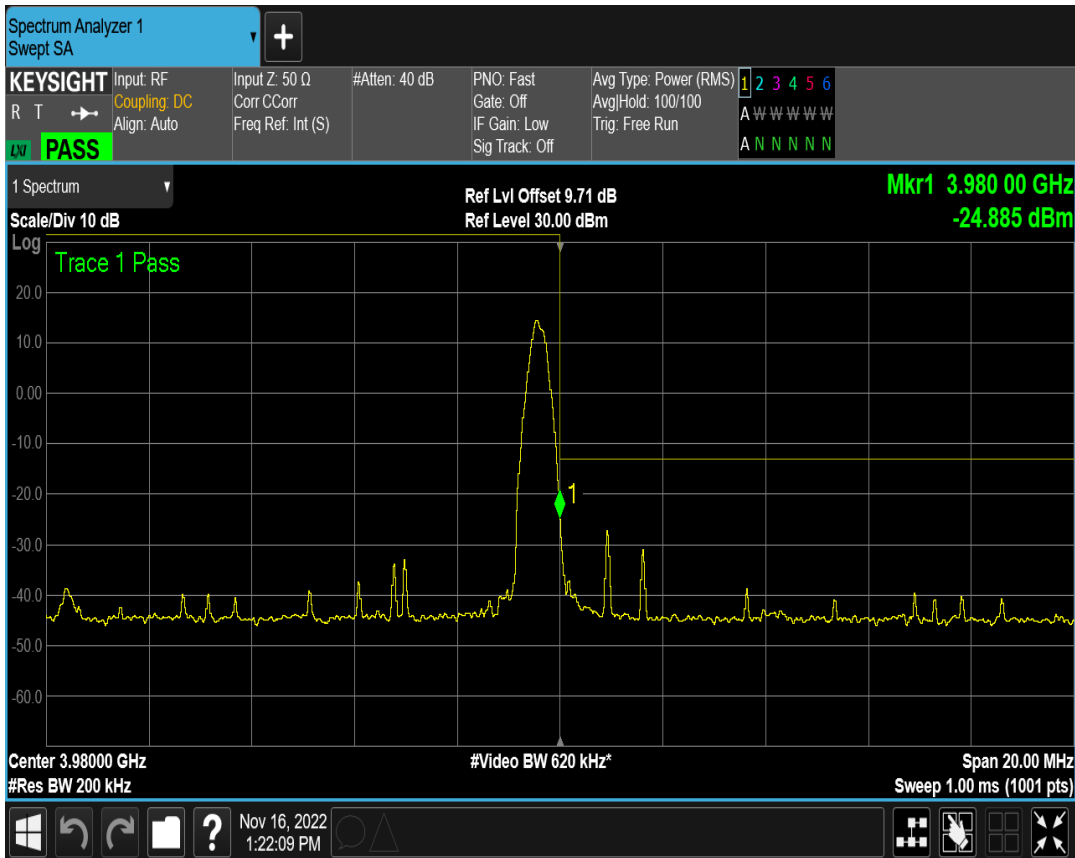 Spectrum Analyzer 1
Swept SA
+
KEYSIGHT Input: RF Input Z: 50 Ω #Atten: 40 dB PNO: Fast Avg Type: Power (RMS) 1 2 3 4 5 6
R T Coupling: DC Corr CCorr Gate: Off Avg|Hold: 100/100
Align: Auto Freq Ref: Int (S) IF Gain: Low Trig: Free Run A W W W W W
LXI PASS Sig Track: Off A N N N N N
1 Spectrum Ref Lvl Offset 9.71 dB Mkr1 3.980 00 GHz
Scale/Div 10 dB Ref Level 30.00 dBm -24.885 dBm
Log
Trace 1 Pass
20.0
10.0
0.00
-10.0
-20.0
1
-30.0
-40.0
-50.0
-60.0
Center 3.98000 GHz #Video BW 620 kHz* Span 20.00 MHz
#Res BW 200 kHz Sweep 1.00 ms (1001 pts)
? Nov 16, 2022
1:22:09 PM